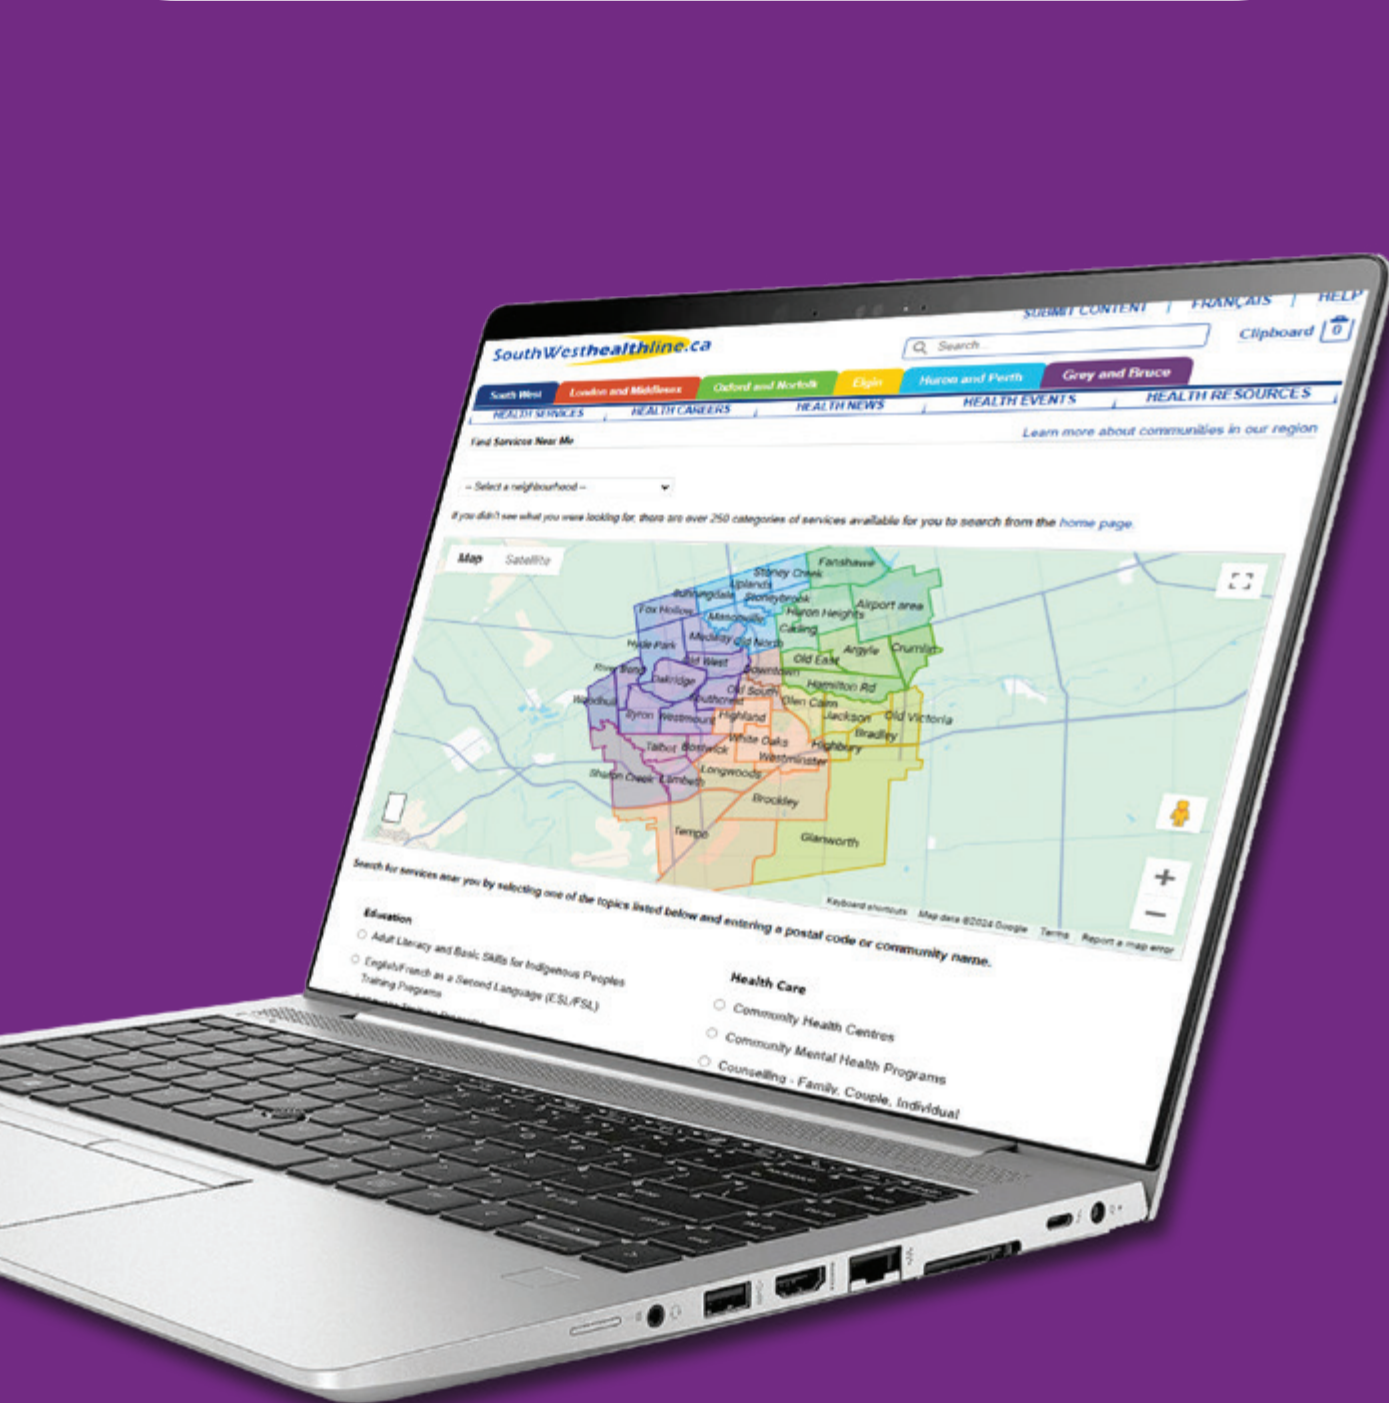 SUBMIT CONTENT | FRANÇAIS | HELP
SouthWesthealthline.ca
Search...
Clipboard 0
South West
London and Middlesex
Oxford and Norfolk
Elgin
Huron and Perth
Grey and Bruce
HEALTH SERVICES
HEALTH CAREERS
HEALTH NEWS
HEALTH EVENTS
HEALTH RESOURCES
Find Services Near Me
Learn more about communities in our region
-- Select a neighbourhood --
If you didn't see what you were looking for, there are over 250 categories of services available for you to search from the home page.
Map
Satellite
Fanshawe
Stoney Creek
Uplands
Sunningdale
Stoneybrook
Airport area
Fox Hollow
Masonville
Huron Heights
Carling
Medway
Old North
Hyde Park
Argyle
Crumlin
Old West
Old East
River Bend
Downtown
Oakridge
Hamilton Rd
Old South
Woodhull
Southcrest
Glen Cairn
Byron
Westmount
Highland
Jackson
Old Victoria
Bradley
White Oaks
Highbury
Talbot
Bostwick
Westminster
Longwoods
Sharon Creek
Lambeth
Brockley
Tempo
Glanworth
Google
Keyboard shortcuts
Map data ©2024 Google
Terms
Report a map error
Search for services near you by selecting one of the topics listed below and entering a postal code or community name.
Education
Adult Literacy and Basic Skills for Indigenous Peoples
English/French as a Second Language (ESL/FSL)
Training Programs
Health Care
Community Health Centres
Community Mental Health Programs
Counselling - Family, Couple, Individual